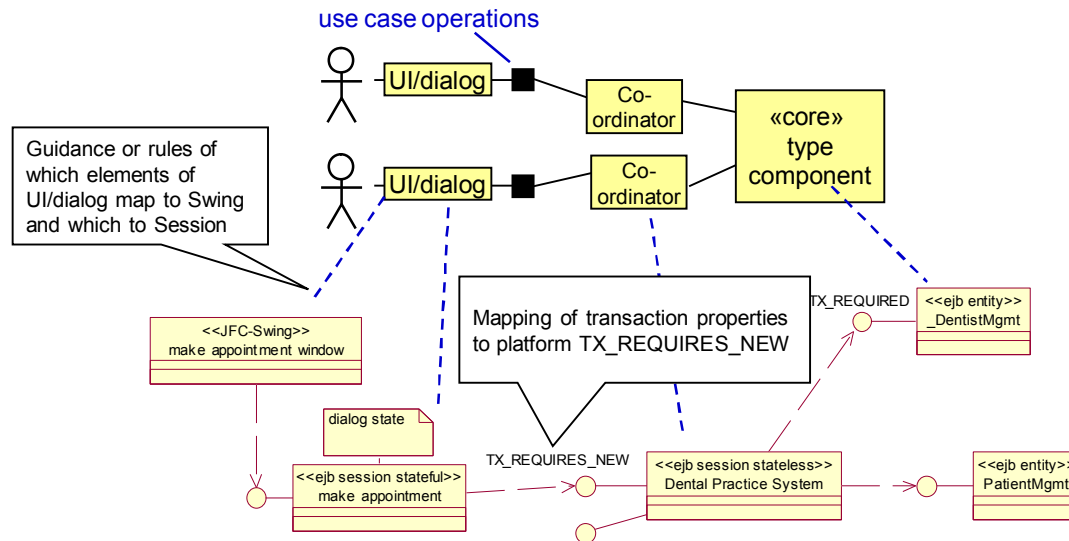 use case operations
UI/dialog
Co-
ordinator
«core»
type
component
Guidance or rules of
which elements of
UI/dialog map to Swing
and which to Session
UI/dialog
Co-
ordinator
Mapping of transaction properties
to platform TX_REQUIRES_NEW
TX_REQUIRED
<<ejb entity>>
_DentistMgmt
<<JFC-Swing>>
make appointment window
dialog state
TX_REQUIRES_NEW
<<ejb session stateful>>
make appointment
<<ejb session stateless>>
Dental Practice System
<<ejb entity>>
PatientMgmt